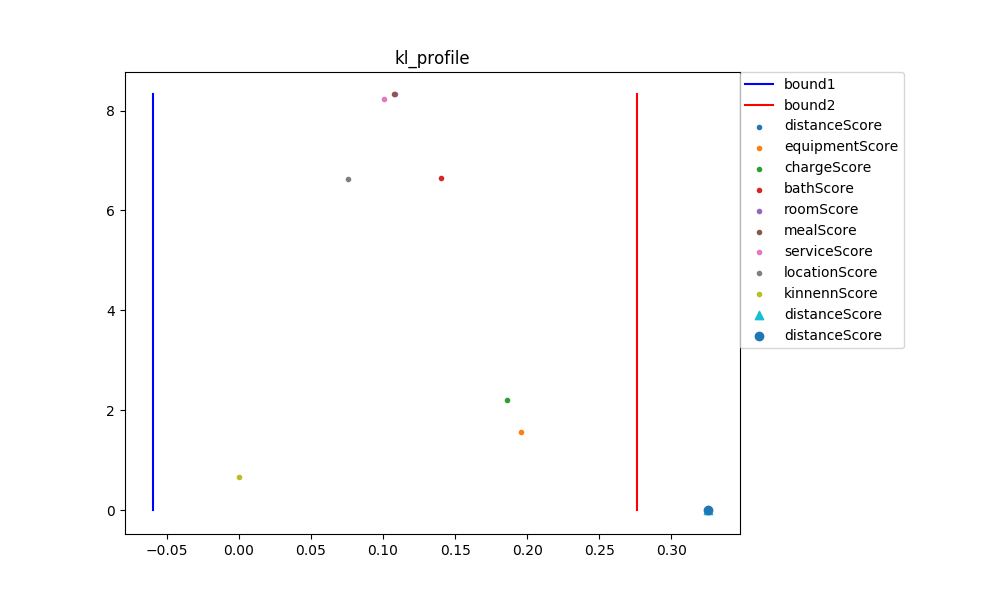 kl_profile
bound1
bound2
distanceScore
equipmentScore
chargeScore
bathScore
roomScore
mealScore
serviceScore
locationScore
kinnennScore
distanceScore
distanceScore
8
6
4
2
0
−0.05 0.00 0.05 0.10 0.15 0.20 0.25 0.30